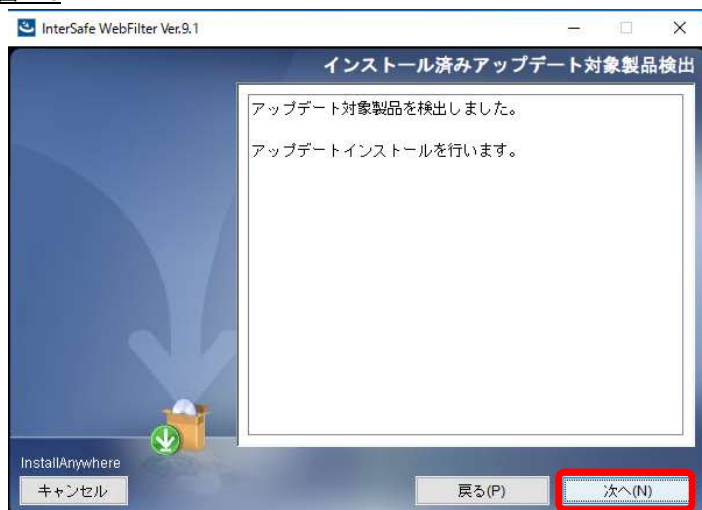 InterSafe WebFilter Ver.9.1
インストール済みアップデート対象製品検出
アップデート対象製品を検出しました。
アップデートインストールを行います。
InstallAnywhere
キャンセル
戻る(P)
次へ(N)